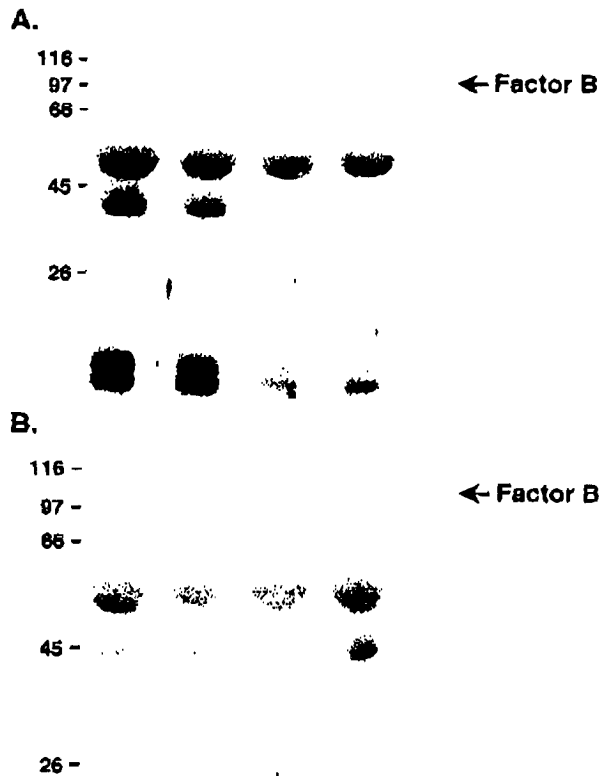 A.
116 -
97 -
← Factor B
66 -
45 -
26 -
B.
116 -
← Factor B
97 -
66 -
45 -
26 -